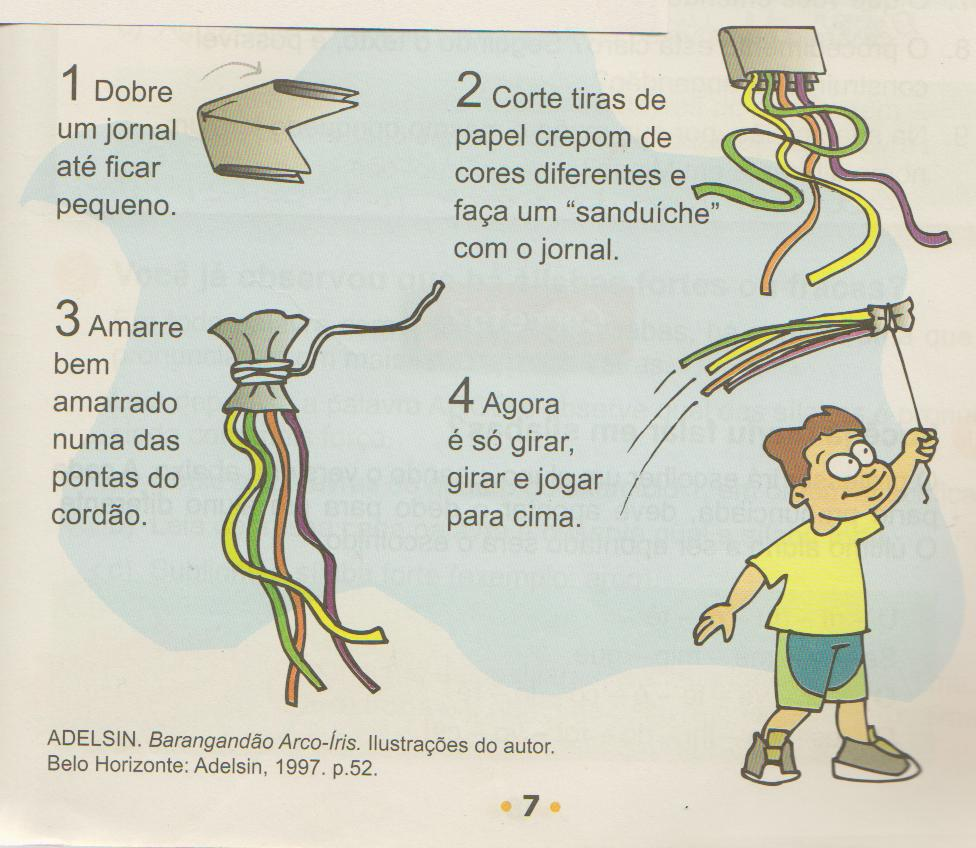 1 Dobre
um jornal
até ficar
pequeno.
2 Corte tiras de
papel crepom de
cores diferentes e
faça um “sanduíche”
com o jornal.
3 Amarre
bem
amarrado
numa das
pontas do
cordão.
4 Agora
é só girar,
girar e jogar
para cima.
ADELSIN. Barangandão Arco-Íris. Ilustrações do autor.
Belo Horizonte: Adelsin, 1997. p.52.
• 7 •